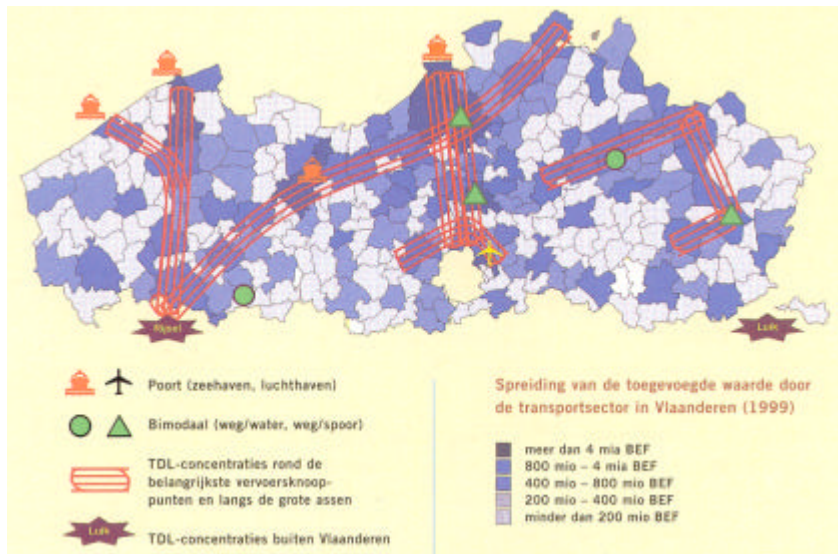 Rijsel
Luik
Poort (zeehaven, luchthaven)
Bimodaal (weg/water, weg/spoor)
TDL-concentraties rond de
belangrijkste vervoersknoop-
punten en langs de grote assen
Luik
TDL-concentraties buiten Vlaanderen
Spreiding van de toegevoegde waarde door
de transportsector in Vlaanderen (1999)
meer dan 4 mia BEF
800 mio – 4 mia BEF
400 mio – 800 mio BEF
200 mio – 400 mio BEF
minder dan 200 mio BEF